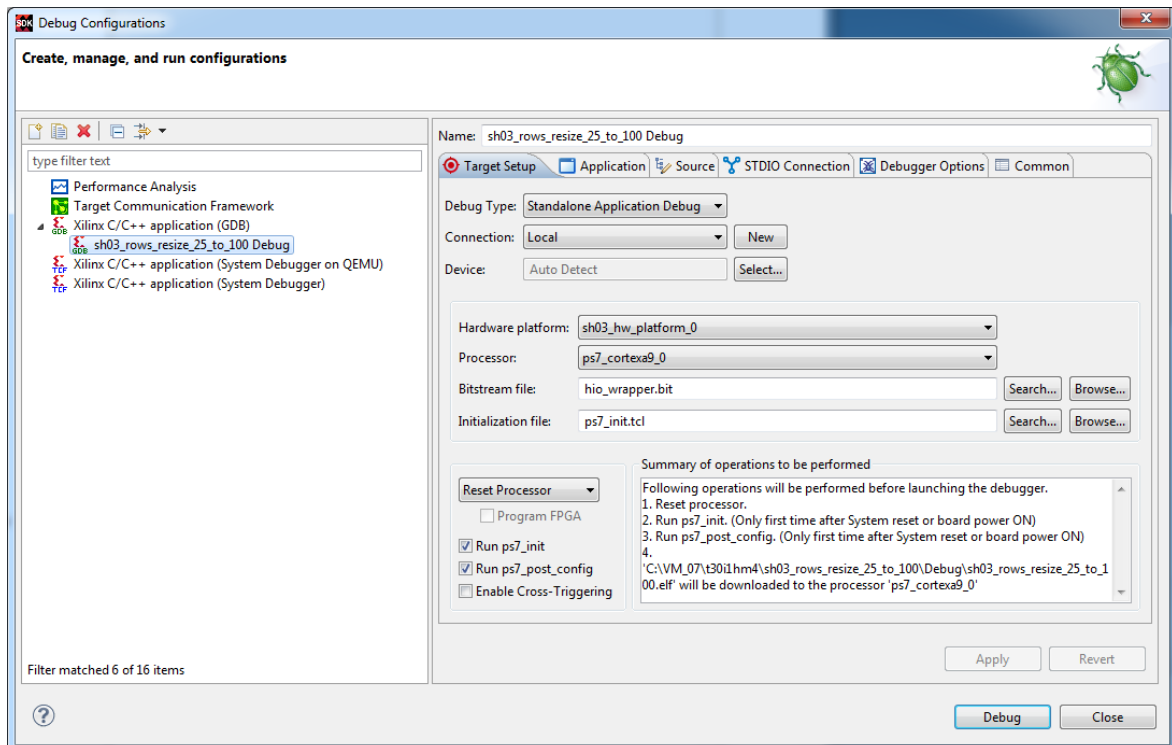 SDK Debug Configurations
Create, manage, and run configurations
type filter text
Performance Analysis
Target Communication Framework
GDB Xilinx C/C++ application (GDB)
GDB sh03_rows_resize_25_to_100 Debug
TCF Xilinx C/C++ application (System Debugger on QEMU)
TCF Xilinx C/C++ application (System Debugger)
Filter matched 6 of 16 items
Name: sh03_rows_resize_25_to_100 Debug
Target Setup Application Source STDIO Connection Debugger Options Common
Debug Type: Standalone Application Debug
Connection: Local New
Device: Auto Detect Select...
Hardware platform: sh03_hw_platform_0
Processor: ps7_cortexa9_0
Bitstream file: hio_wrapper.bit Search... Browse...
Initialization file: ps7_init.tcl Search... Browse...
Reset Processor
Program FPGA
Run ps7_init
Run ps7_post_config
Enable Cross-Triggering
Summary of operations to be performed
Following operations will be performed before launching the debugger.
1. Reset processor.
2. Run ps7_init. (Only first time after System reset or board power ON)
3. Run ps7_post_config. (Only first time after System reset or board power ON)
4.
'C:\VM_07\t30i1hm4\sh03_rows_resize_25_to_100\Debug\sh03_rows_resize_25_to_1
00.elf' will be downloaded to the processor 'ps7_cortexa9_0'
Apply Revert
? Debug Close